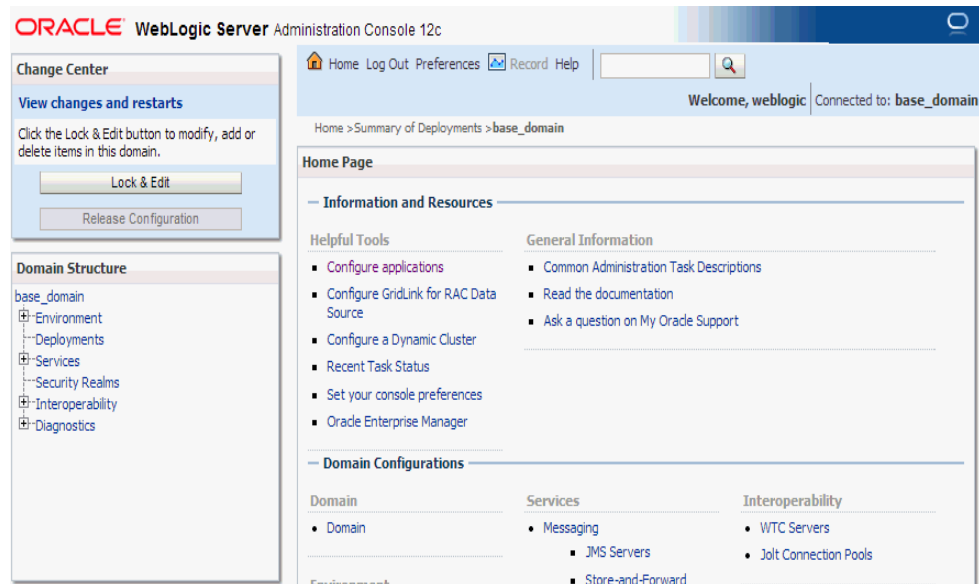 ORACLE WebLogic Server Administration Console 12c
Change Center
View changes and restarts
Click the Lock & Edit button to modify, add or
delete items in this domain.
Lock & Edit
Release Configuration
Domain Structure
base_domain
Environment
Deployments
Services
Security Realms
Interoperability
Diagnostics
Home Log Out Preferences Record Help
Welcome, weblogic Connected to: base_domain
Home >Summary of Deployments >base_domain
Home Page
Information and Resources
Helpful Tools
Configure applications
Configure GridLink for RAC Data
Source
Configure a Dynamic Cluster
Recent Task Status
Set your console preferences
Oracle Enterprise Manager
General Information
Common Administration Task Descriptions
Read the documentation
Ask a question on My Oracle Support
Domain Configurations
Domain
Domain
Environment
Services
Messaging
JMS Servers
Store-and-Forward
Interoperability
WTC Servers
Jolt Connection Pools